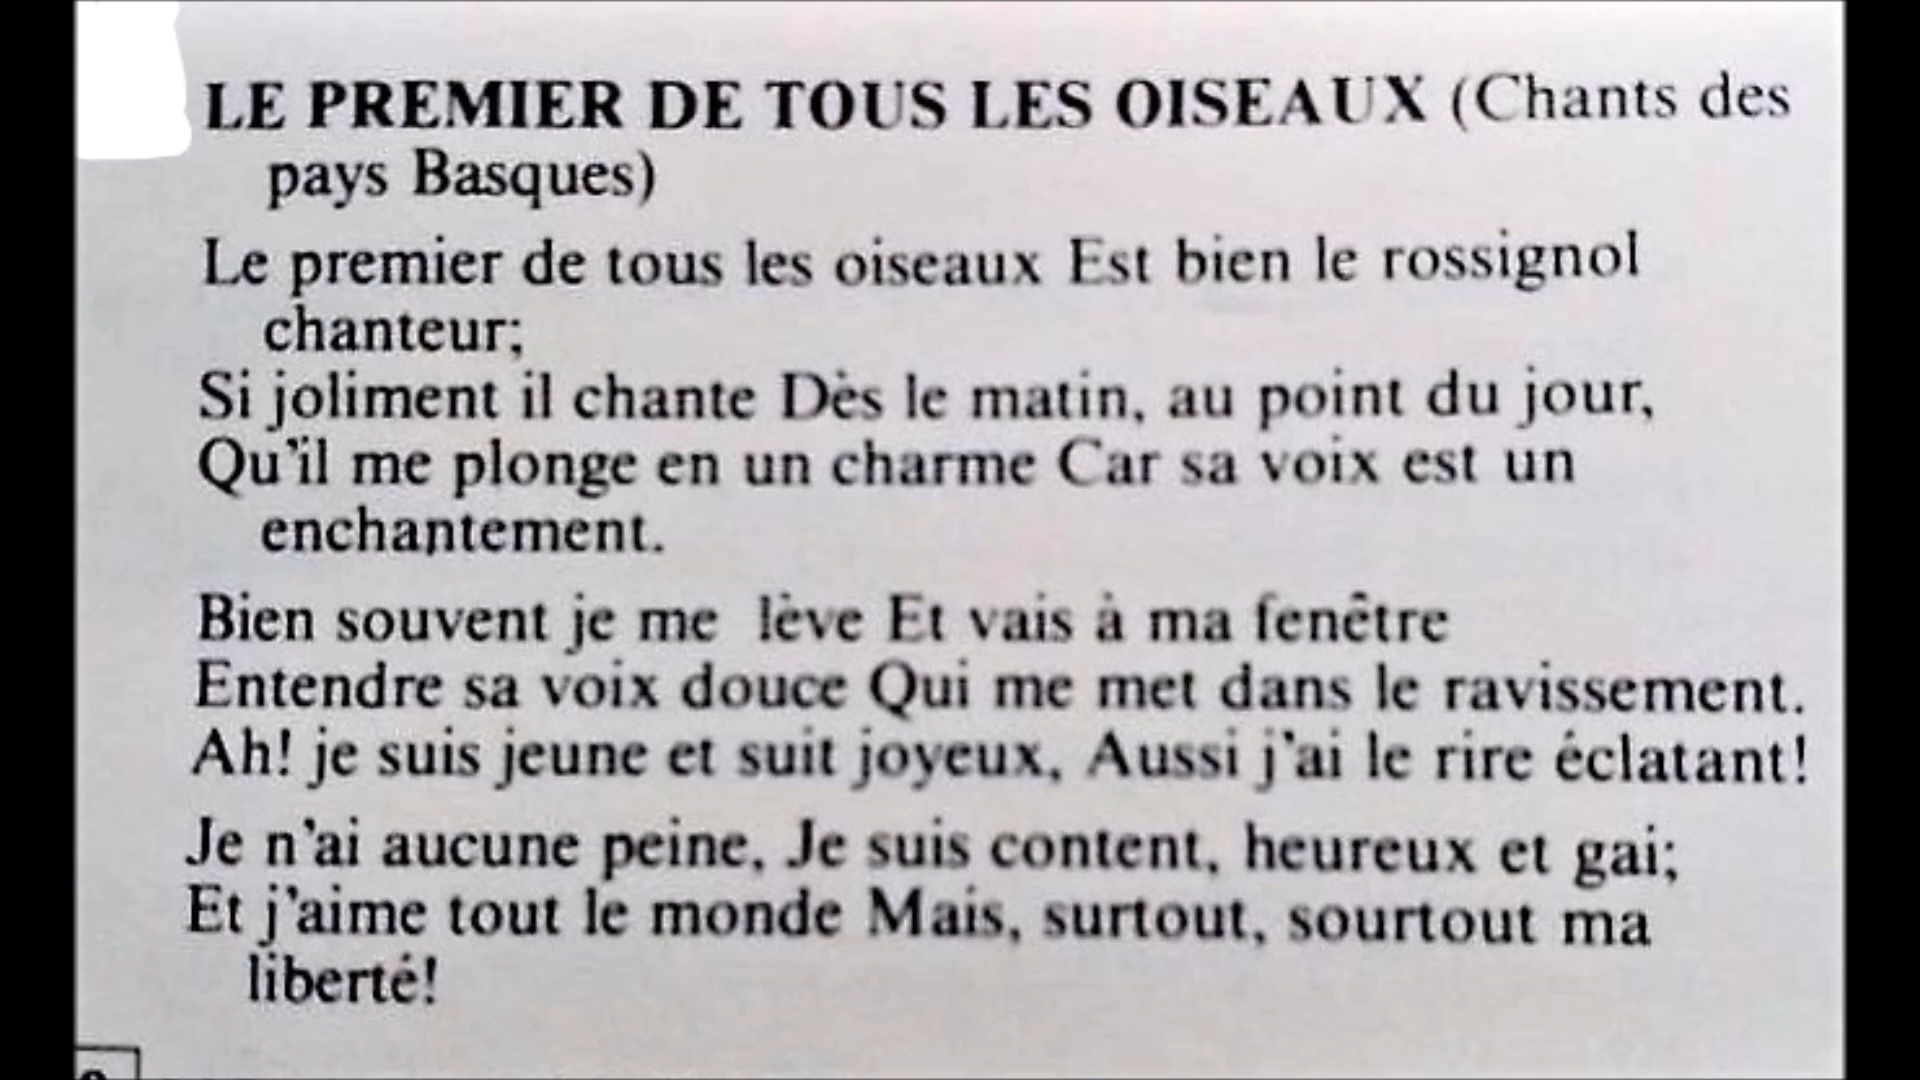 LE PREMIER DE TOUS LES OISEAUX (Chants des
pays Basques)
Le premier de tous les oiseaux Est bien le rossignol
chanteur;
Si joliment il chante Dès le matin, au point du jour,
Qu'il me plonge en un charme Car sa voix est un
enchantement.
Bien souvent je me lève Et vais à ma fenêtre
Entendre sa voix douce Qui me met dans le ravissement.
Ah! je suis jeune et suit joyeux, Aussi j'ai le rire éclatant!
Je n'ai aucune peine, Je suis content, heureux et gai;
Et j'aime tout le monde Mais, surtout, sourtout ma
liberté!